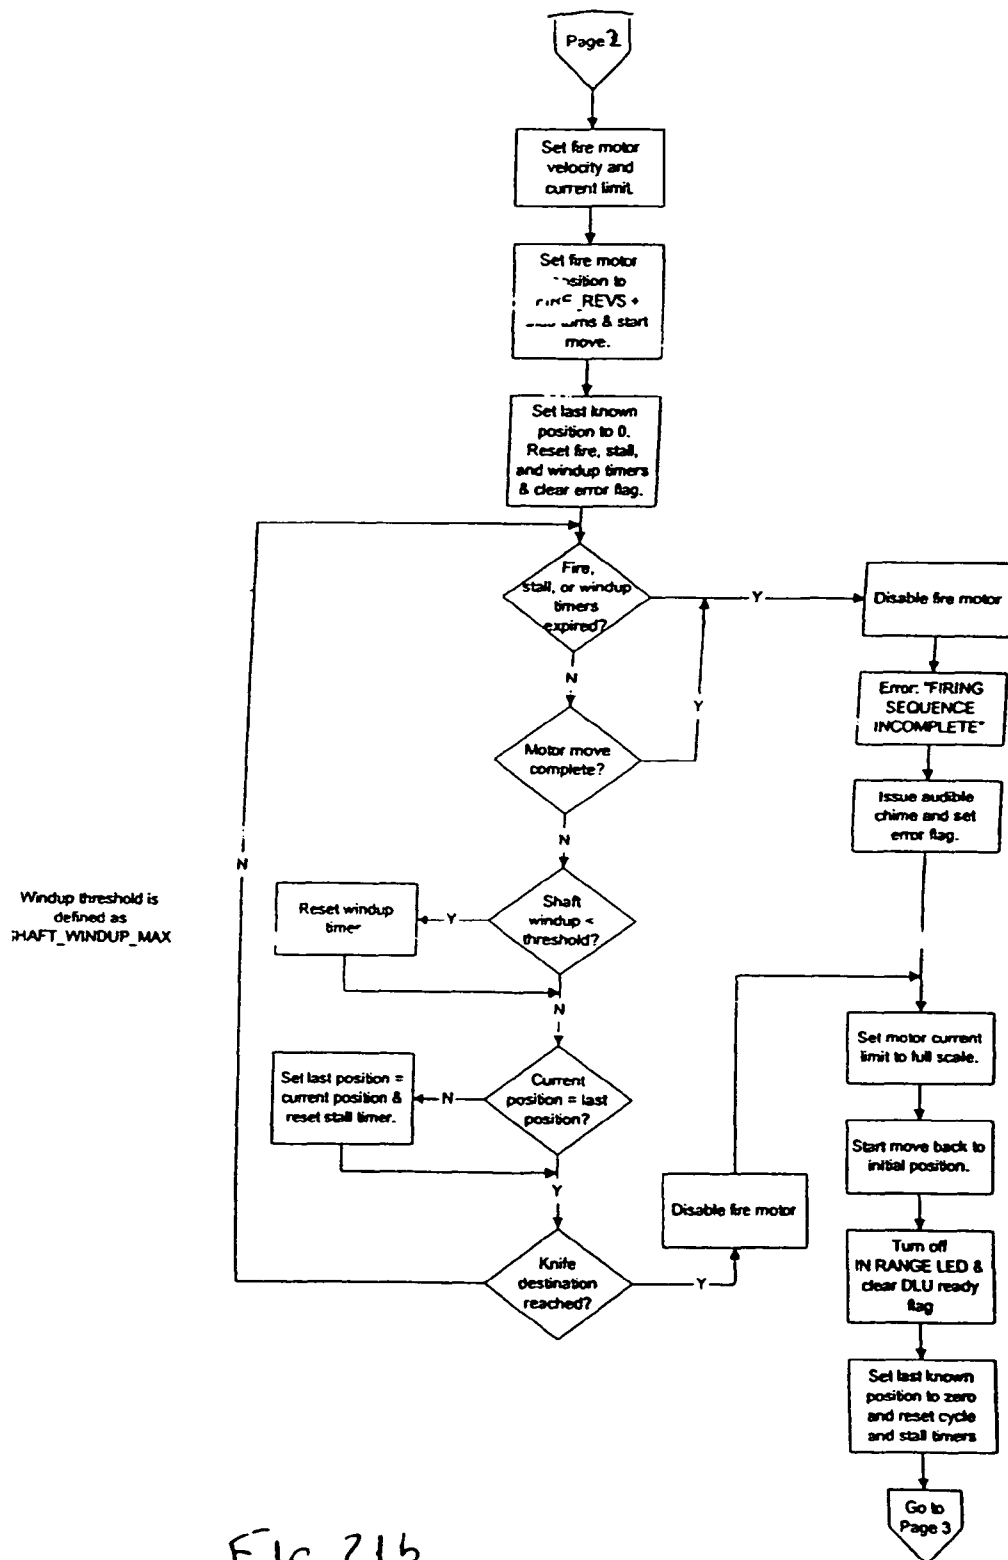 Page 2
Set fire motor
velocity and
current limit.
Set fire motor
position to
FIRE_REVS +
turns & start
move.
Set last known
position to 0.
Reset fire, stall,
and windup timers
& clear error flag.
Fire,
stall, or windup
timers
expired?
Y
Disable fire motor
N
Y
Error: "FIRING
SEQUENCE
INCOMPLETE"
Motor move
complete?
Issue audible
chime and set
error flag.
N
N
Windup threshold is
defined as
SHAFT_WINDUP_MAX
Reset windup
timer
Y
Shaft
windup <
threshold?
N
Set motor current
limit to full scale.
Set last position =
current position &
reset stall timer.
N
Current
position = last
position?
Start move back to
initial position.
Y
Disable fire motor
Turn off
IN RANGE LED &
clear DLU ready
flag
Knife
destination
reached?
Y
Set last known
position to zero
and reset cycle
and stall timers
Go to
Page 3
FIG 21b